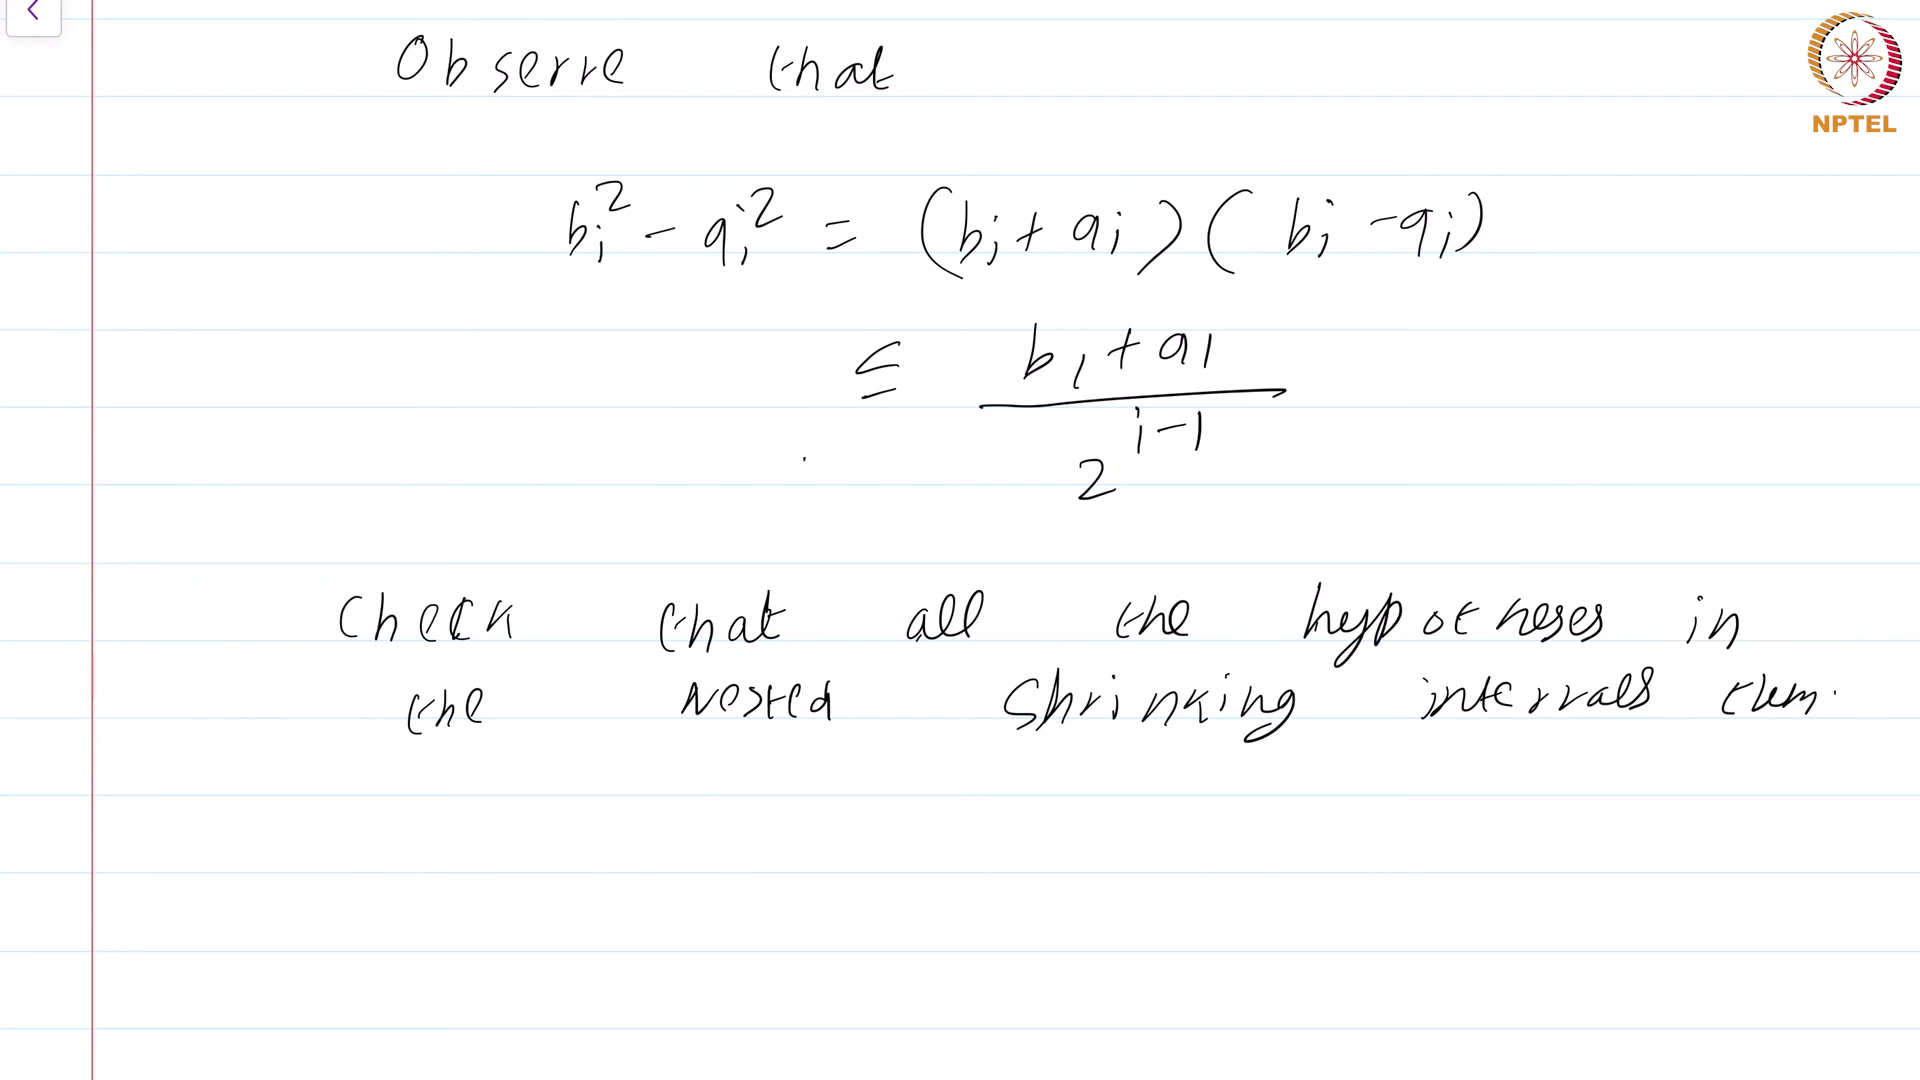 Observe that
NPTEL
b_i^2 - a_i^2 = (b_i + a_i)(b_i - a_i)
≤ \frac{b_1 + a_1}{2^{i-1}}
Check that all the hypotheses in
the Nested Shrinking intervals